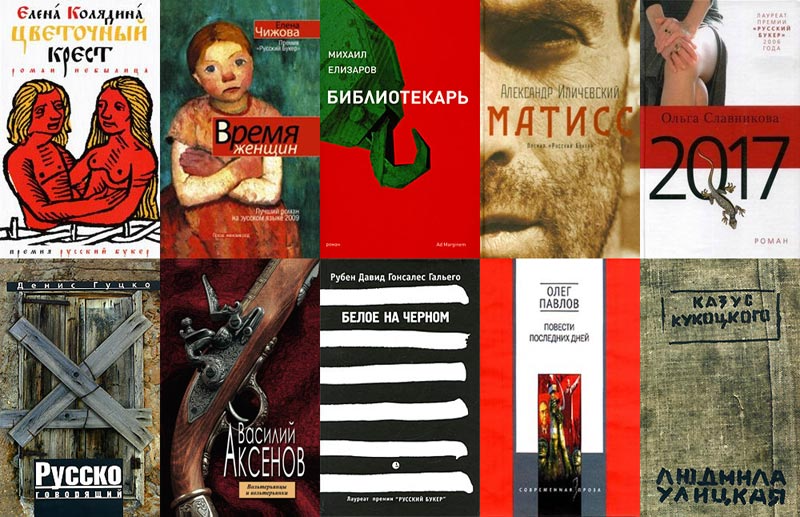 Елена Колядина
ЦВЕТОЧНЫЙ
КРЕСТ
роман небылица
премия русский букер
Елена
Чижова
Премия «Русский Букер»
Время
женщин
Лучший роман
на русском языке 2009
МИХАИЛ
ЕЛИЗАРОВ
БИБЛИОТЕКАРЬ
роман
Ad Marginem
Александр Иличевский
МАТИСС
Премия «Русский Букер»
ЛАУРЕАТ
ПРЕМИИ
«РУССКИЙ
БУКЕР»
2006
ГОДА
Ольга Славникова
2017
РОМАН
Денис Гуцко
Русско
говорящий
Василий
Аксенов
Вольтерьянцы и вольтерьянки
Рубен Давид Гонсалес Гальего
БЕЛОЕ НА ЧЕРНОМ
Лауреат премии "РУССКИЙ БУКЕР"
ОЛЕГ
ПАВЛОВ
ПОВЕСТИ
ПОСЛЕДНИХ ДНЕЙ
СОВРЕМЕННАЯ ПРОЗА
КАЗУС
КУКОЦКОГО
ЛЮДМИЛА
УЛИЦКАЯ